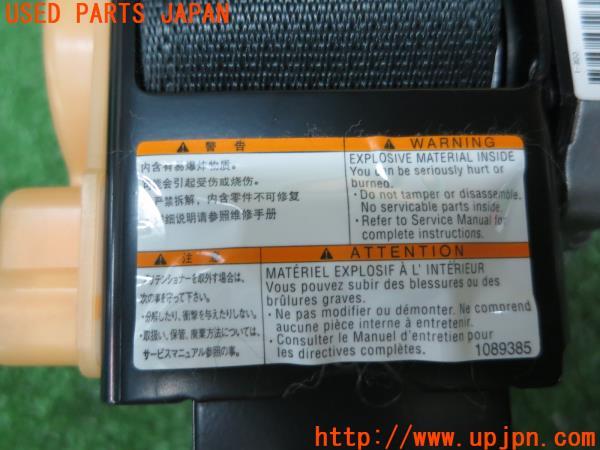 USED PARTS JAPAN
警 告
内含有易爆炸物质。
可能会引起受伤或烧伤。
严禁拆解，内含零件不可修复
详细说明请参照维修手册
WARNING
EXPLOSIVE MATERIAL INSIDE
You can be seriously hurt or
burned.
・Do not tamper or disassemble.
No servicable parts inside.
・Refer to Service Manual for
complete instructions.
注
プリテンショナーを取外す場合は、
次の事を守って下さい。
・分解したり、衝撃を与えたりしない。
・取扱い、保管、廃棄方法については、
サービスマニュアル参照の事。
ATTENTION
MATÉRIEL EXPLOSIF À L' INTÉRIEUR
Vous pouvez subir des blessures ou des
brûlures graves.
・Ne pas modifier ou démonter. Ne comprend
aucune pièce interne à entretenir.
・Consulter le Manuel d'entretien pour
les directives complètes.
1089385
http://www.upjpn.com/